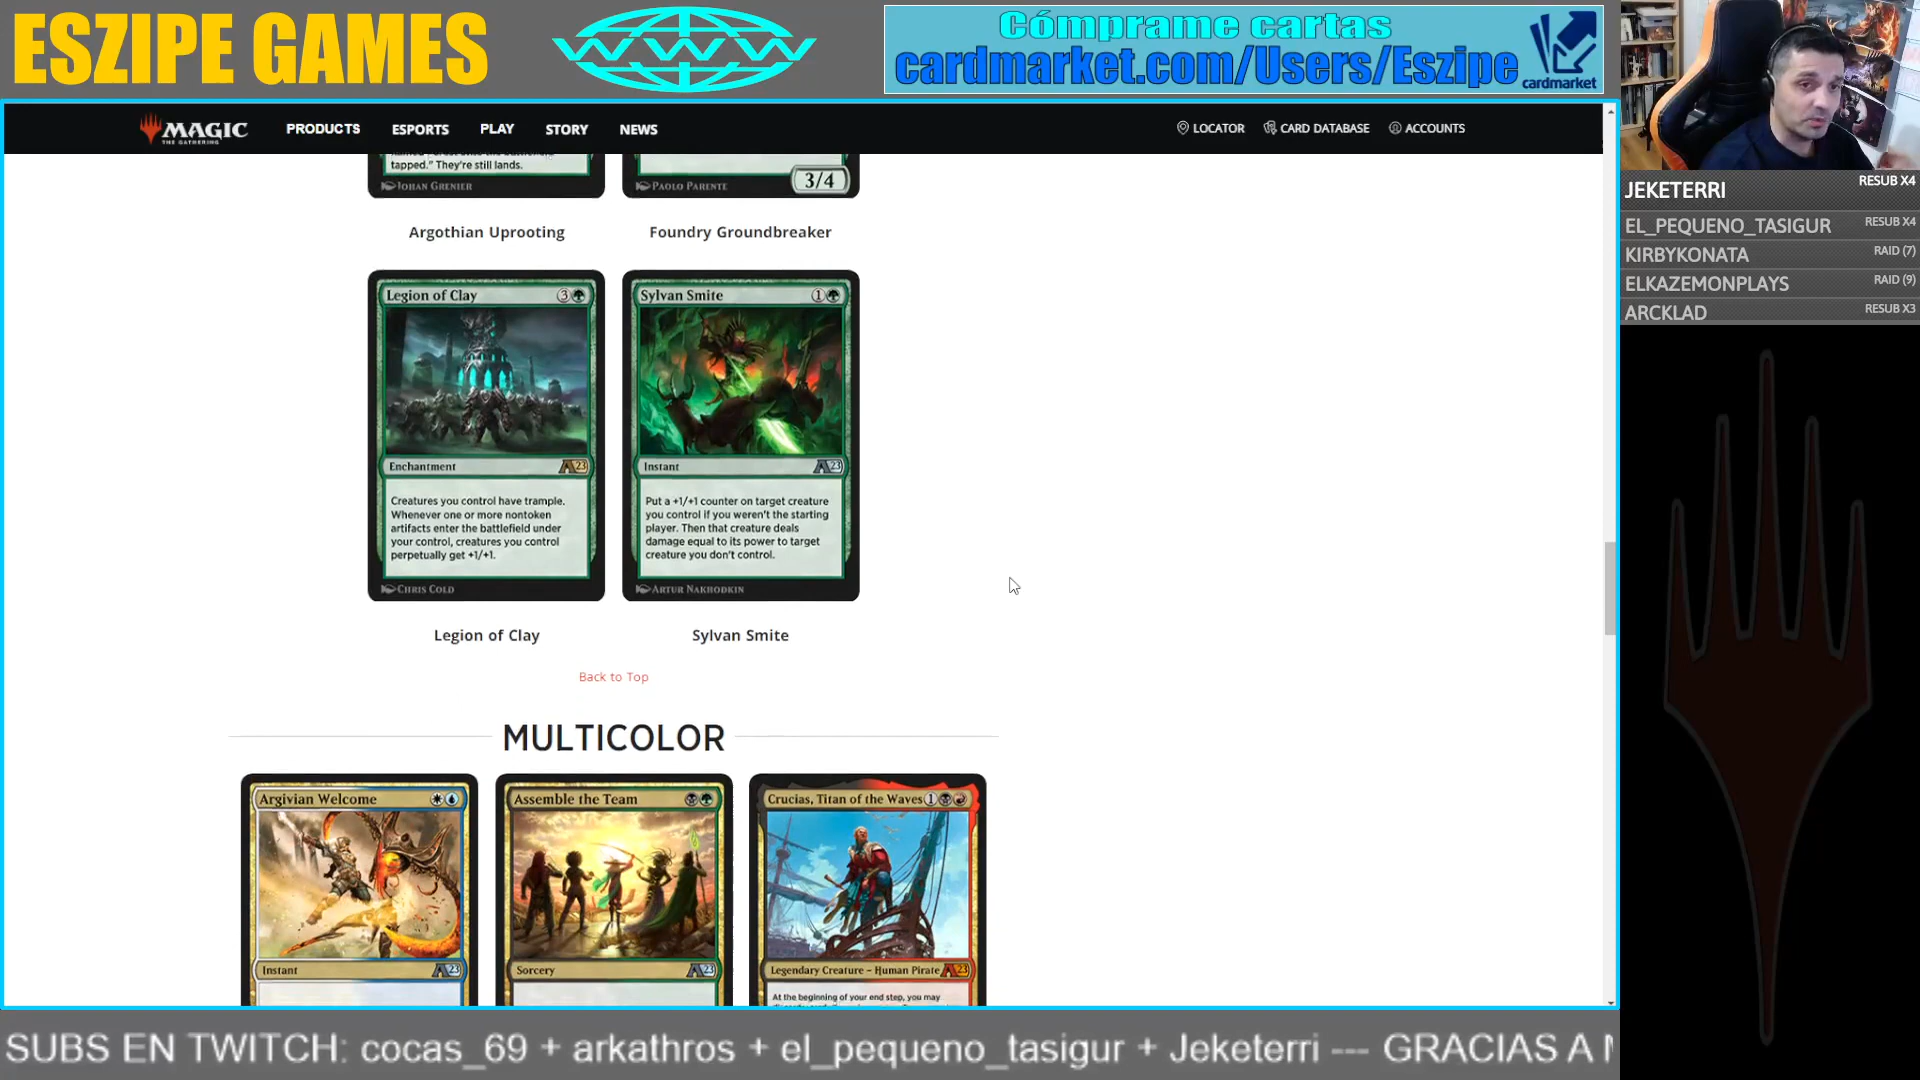 ESZIPE GAMES
WWW
Cómprame cartas
cardmarket.com/Users/Eszipe
cardmarket
MAGIC
THE GATHERING
PRODUCTS
ESPORTS
PLAY
STORY
NEWS
LOCATOR
CARD DATABASE
ACCOUNTS
JEKETERRI
RESUB X4
EL_PEQUENO_TASIGUR
RESUB X4
KIRBYKONATA
RAID (7)
ELKAZEMONPLAYS
RAID (9)
ARCKLAD
RESUB X3
tapped." They're still lands.
JOHAN GRENIER
3/4
PAOLO PARENTE
Argothian Uprooting
Foundry Groundbreaker
Legion of Clay
3
Enchantment
A23
Creatures you control have trample.
Whenever one or more nontoken
artifacts enter the battlefield under
your control, creatures you control
perpetually get +1/+1.
CHRIS COLD
Sylvan Smite
1
Instant
A23
Put a +1/+1 counter on target creature
you control if you weren't the starting
player. Then that creature deals
damage equal to its power to target
creature you don't control.
ARTUR NAKHODKIN
Legion of Clay
Sylvan Smite
Back to Top
MULTICOLOR
Argivian Welcome
Instant
A23
Assemble the Team
Sorcery
A23
Crucias, Titan of the Waves
1
Legendary Creature – Human Pirate
A23
At the beginning of your end step, you may
SUBS EN TWITCH: cocas_69 + arkathros + el_pequeno_tasigur + Jeketerri --- GRACIAS A